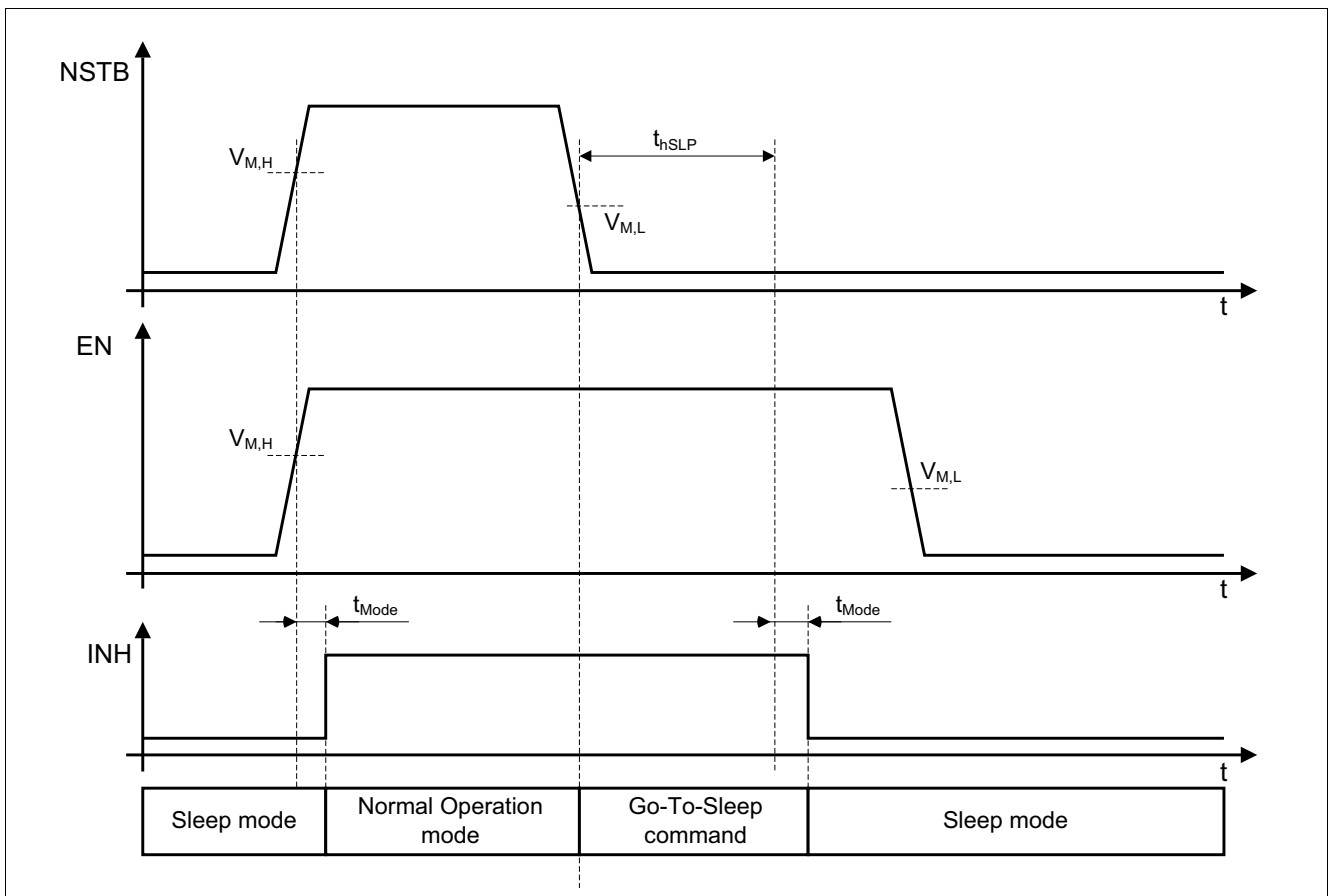 NSTB
t_hSLP
V_M,H
V_M,L
t
EN
V_M,H
V_M,L
t
t_Mode
t_Mode
INH
t
Sleep mode
Normal Operation
mode
Go-To-Sleep
command
Sleep mode